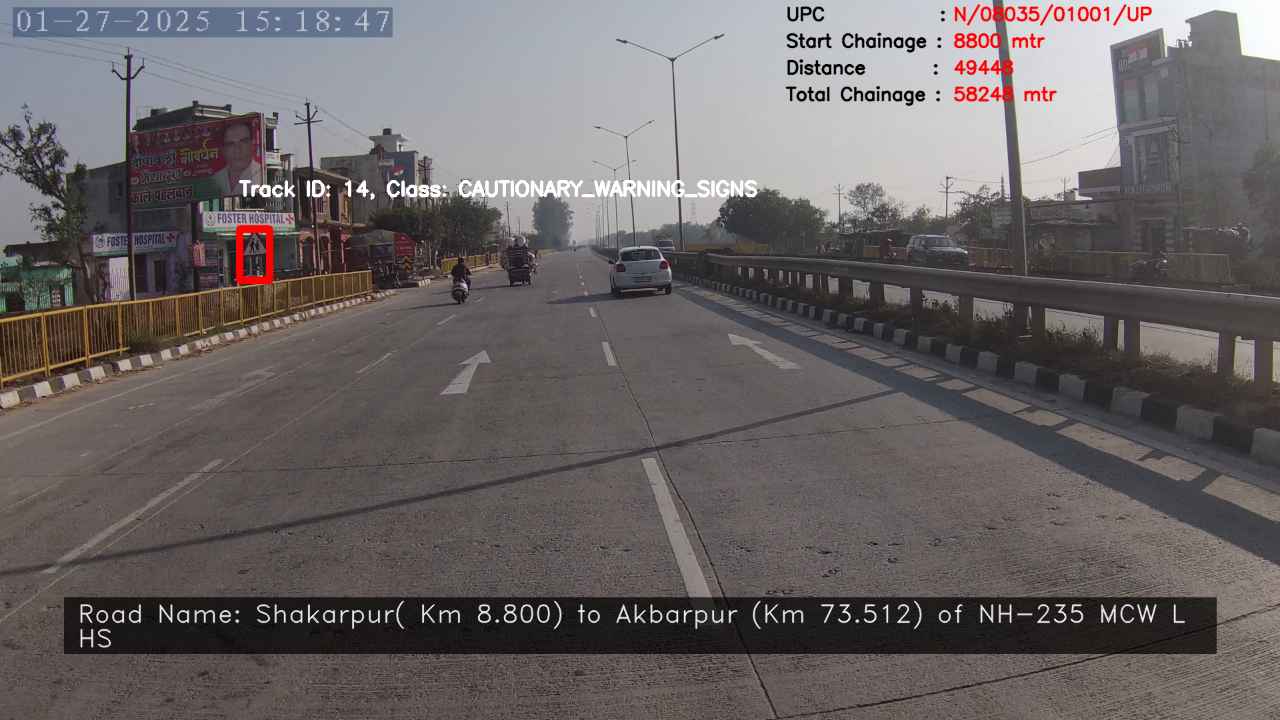 01-27-2025 15:18:47
UPC : N/08035/01001/UP
Start Chainage : 8800 mtr
Distance : 49448
Total Chainage : 58248 mtr
गोवर्धन
Track ID: 14, Class: CAUTIONARY_WARNING_SIGNS
FOSTER HOSPITAL
FOSTER HOSPITAL
Road Name: Shakarpur( Km 8.800) to Akbarpur (Km 73.512) of NH-235 MCW L
HS